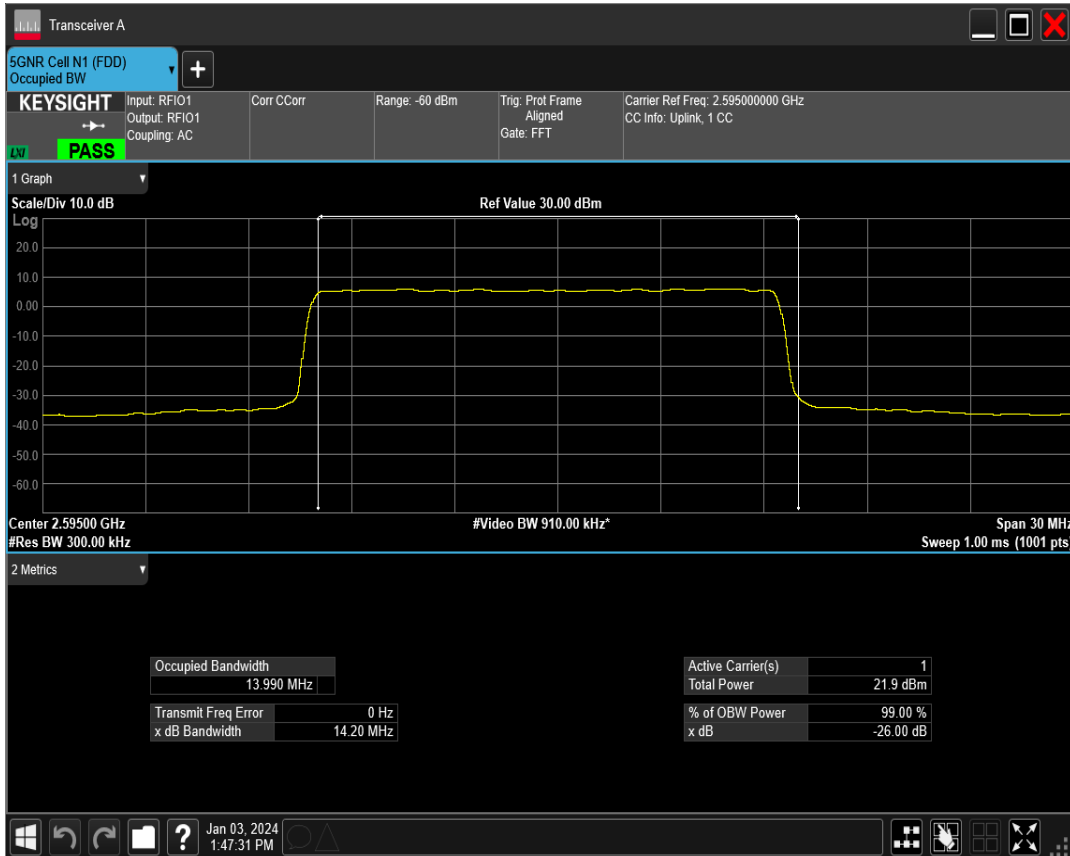 Transceiver A
5GNR Cell N1 (FDD)
Occupied BW
+
KEYSIGHT
LXI
PASS
Input: RFIO1
Output: RFIO1
Coupling: AC
Corr CCorr
Range: -60 dBm
Trig: Prot Frame
Aligned
Gate: FFT
Carrier Ref Freq: 2.595000000 GHz
CC Info: Uplink, 1 CC
1 Graph
Scale/Div 10.0 dB
Ref Value 30.00 dBm
Log
20.0
10.0
0.00
-10.0
-20.0
-30.0
-40.0
-50.0
-60.0
Center 2.59500 GHz
#Video BW 910.00 kHz*
Span 30 MHz
#Res BW 300.00 kHz
Sweep 1.00 ms (1001 pts)
2 Metrics
Occupied Bandwidth
13.990 MHz
Transmit Freq Error 0 Hz
x dB Bandwidth 14.20 MHz
Active Carrier(s) 1
Total Power 21.9 dBm
% of OBW Power 99.00 %
x dB -26.00 dB
?
Jan 03, 2024
1:47:31 PM